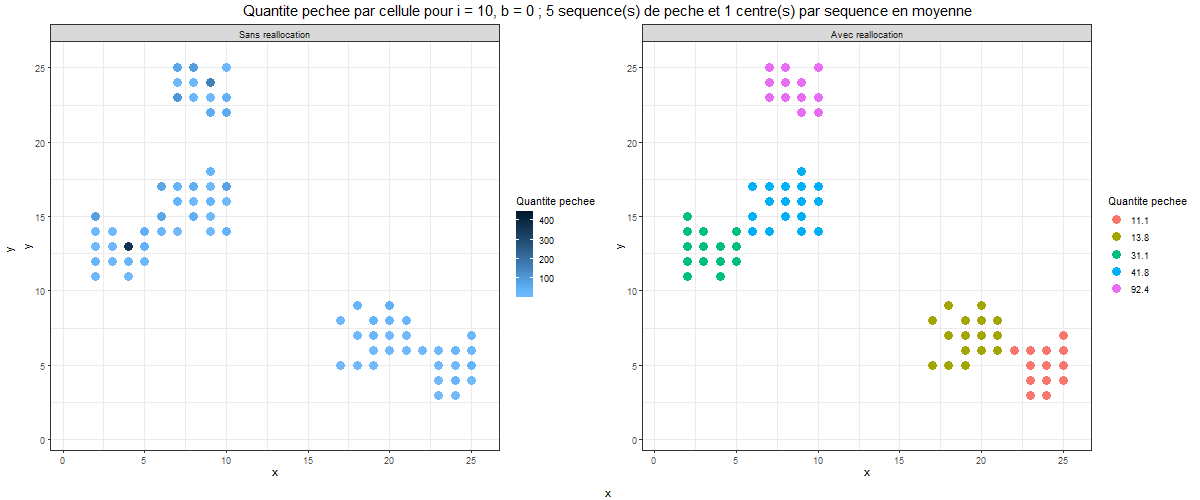 Quantite pechee par cellule pour i = 10, b = 0 ; 5 sequence(s) de peche et 1 centre(s) par sequence en moyenne
Sans reallocation
25
20
15
10
5
0
0 5 10 15 20 25
x
y
y
Quantite pechee
400
300
200
100
Avec reallocation
25
20
15
10
5
0
0 5 10 15 20 25
x
y
Quantite pechee
11.1
13.8
31.1
41.8
92.4
x